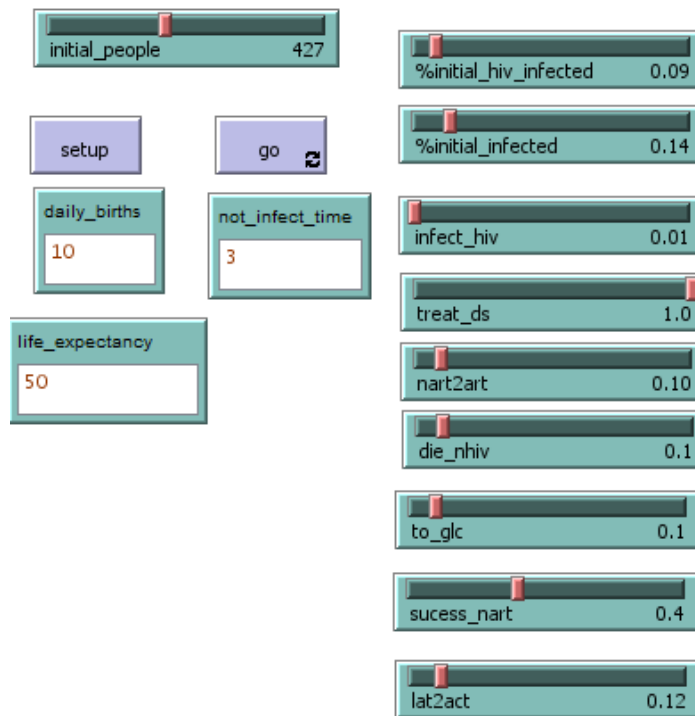 initial_people 427
setup
go
daily_births
10
not_infect_time
3
life_expectancy
50
%initial_hiv_infected 0.09
%initial_infected 0.14
infect_hiv 0.01
treat_ds 1.0
nart2art 0.10
die_nhiv 0.1
to_glc 0.1
sucess_nart 0.4
lat2act 0.12